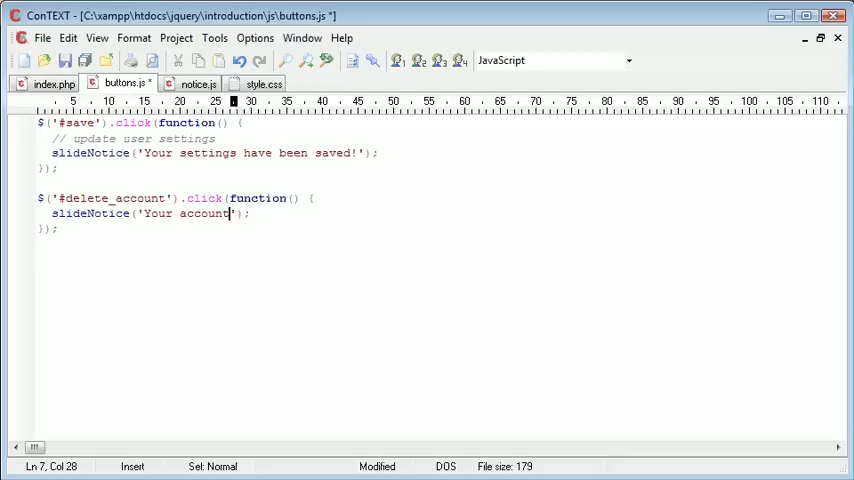 ConTEXT - [C:\xampp\htdocs\jquery\introduction\js\buttons.js *]
File Edit View Format Project Tools Options Window Help
JavaScript
index.php buttons.js * notice.js style.css
5 10 15 20 25 30 35 40 45 50 55 60 65 70 75 80 85 90 95 100 105 110
$('#save').click(function() {
// update user settings
slideNotice('Your settings have been saved!');
});
$('#delete_account').click(function() {
slideNotice('Your account');
});
Ln 7, Col 28 Insert Sel: Normal Modified DOS File size: 179